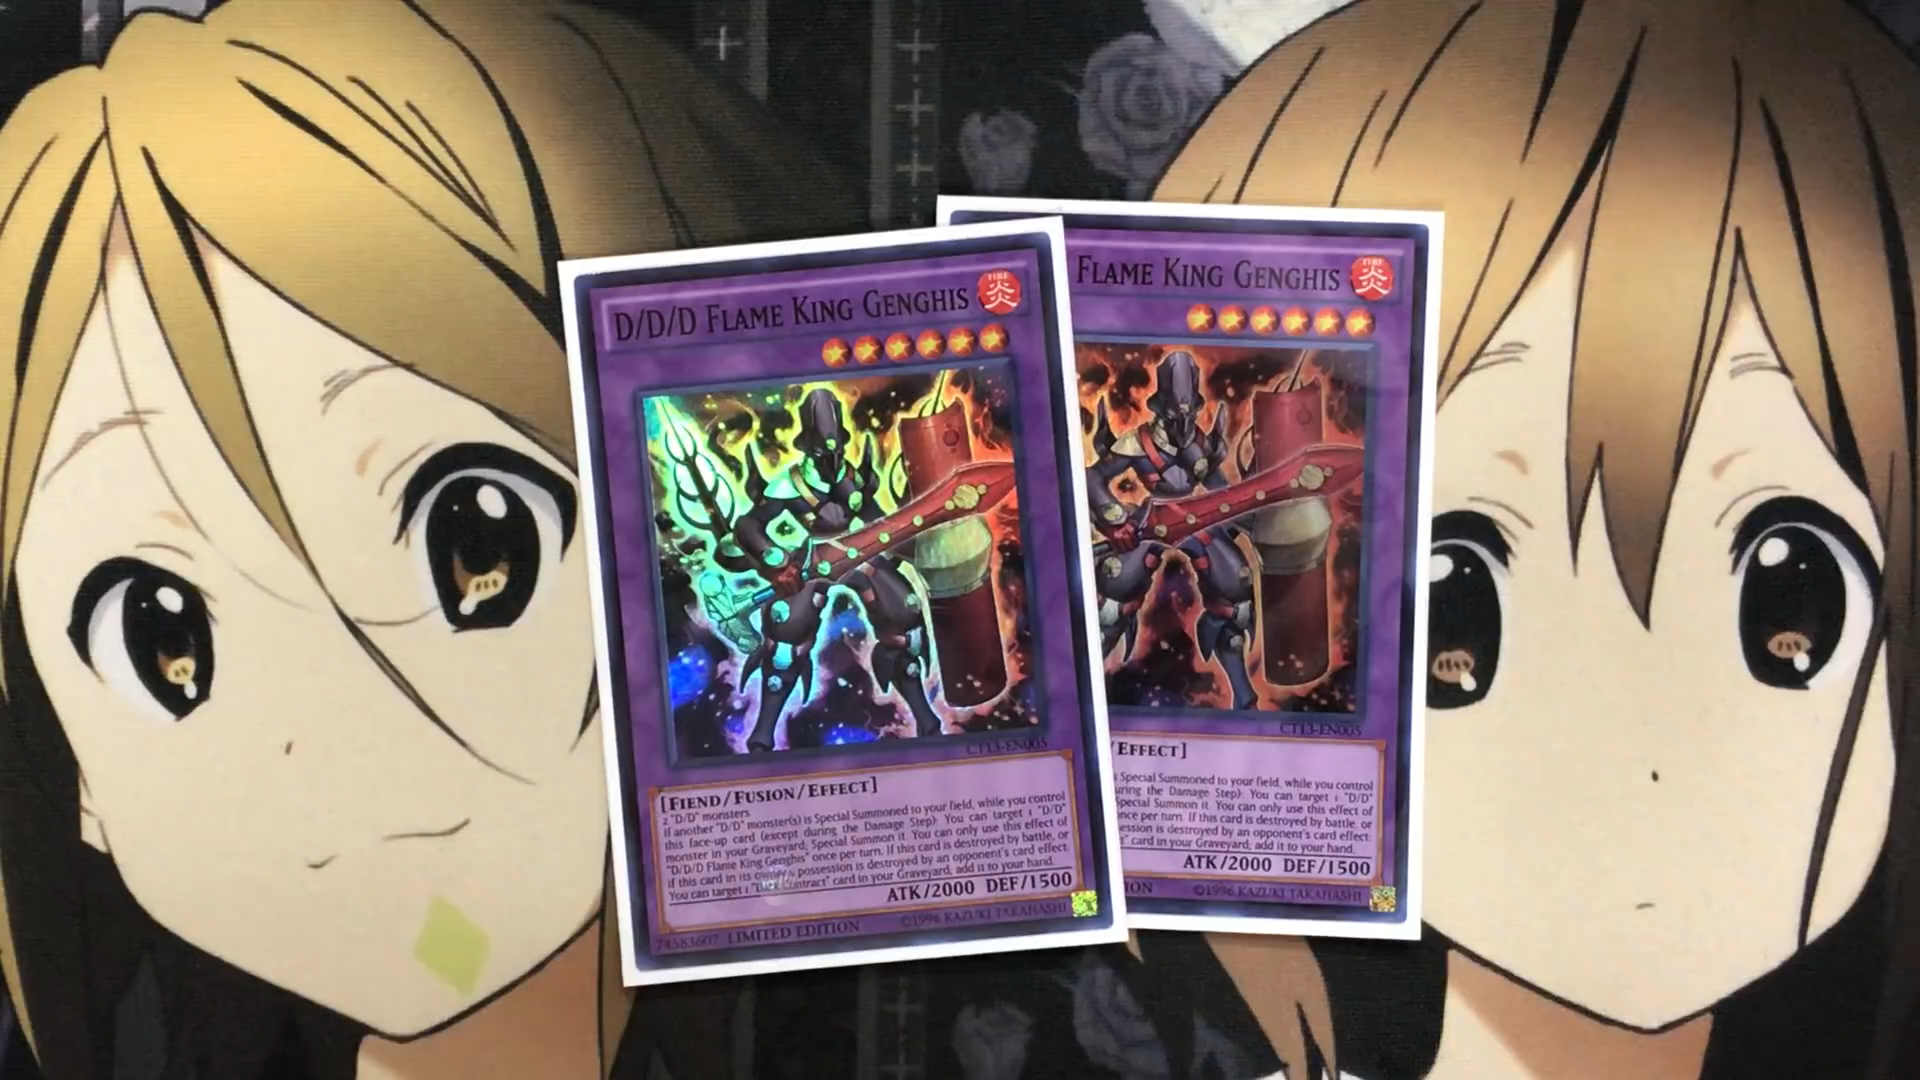 D/D/D FLAME KING GENGHIS
FIRE
炎
CT13-EN005
[FIEND/FUSION/EFFECT]
2 "D/D" monsters
If another "D/D" monster(s) is Special Summoned to your field, while you control
this face-up card (except during the Damage Step): You can target 1 "D/D"
monster in your Graveyard; Special Summon it. You can only use this effect of
"D/D/D Flame King Genghis" once per turn. If this card is destroyed by battle, or
if this card in its owner's possession is destroyed by an opponent's card effect:
You can target 1 "Dark Contract" card in your Graveyard; add it to your hand.
ATK/2000 DEF/1500
74583607 LIMITED EDITION ©1996 KAZUKI TAKAHASHI
FLAME KING GENGHIS
FIRE
炎
CT13-EN005
/EFFECT]
Special Summoned to your field, while you control
uring the Damage Step): You can target 1 "D/D"
Special Summon it. You can only use this effect of
nce per turn. If this card is destroyed by battle, or
ession is destroyed by an opponent's card effect:
" card in your Graveyard; add it to your hand.
ATK/2000 DEF/1500
ION ©1996 KAZUKI TAKAHASHI